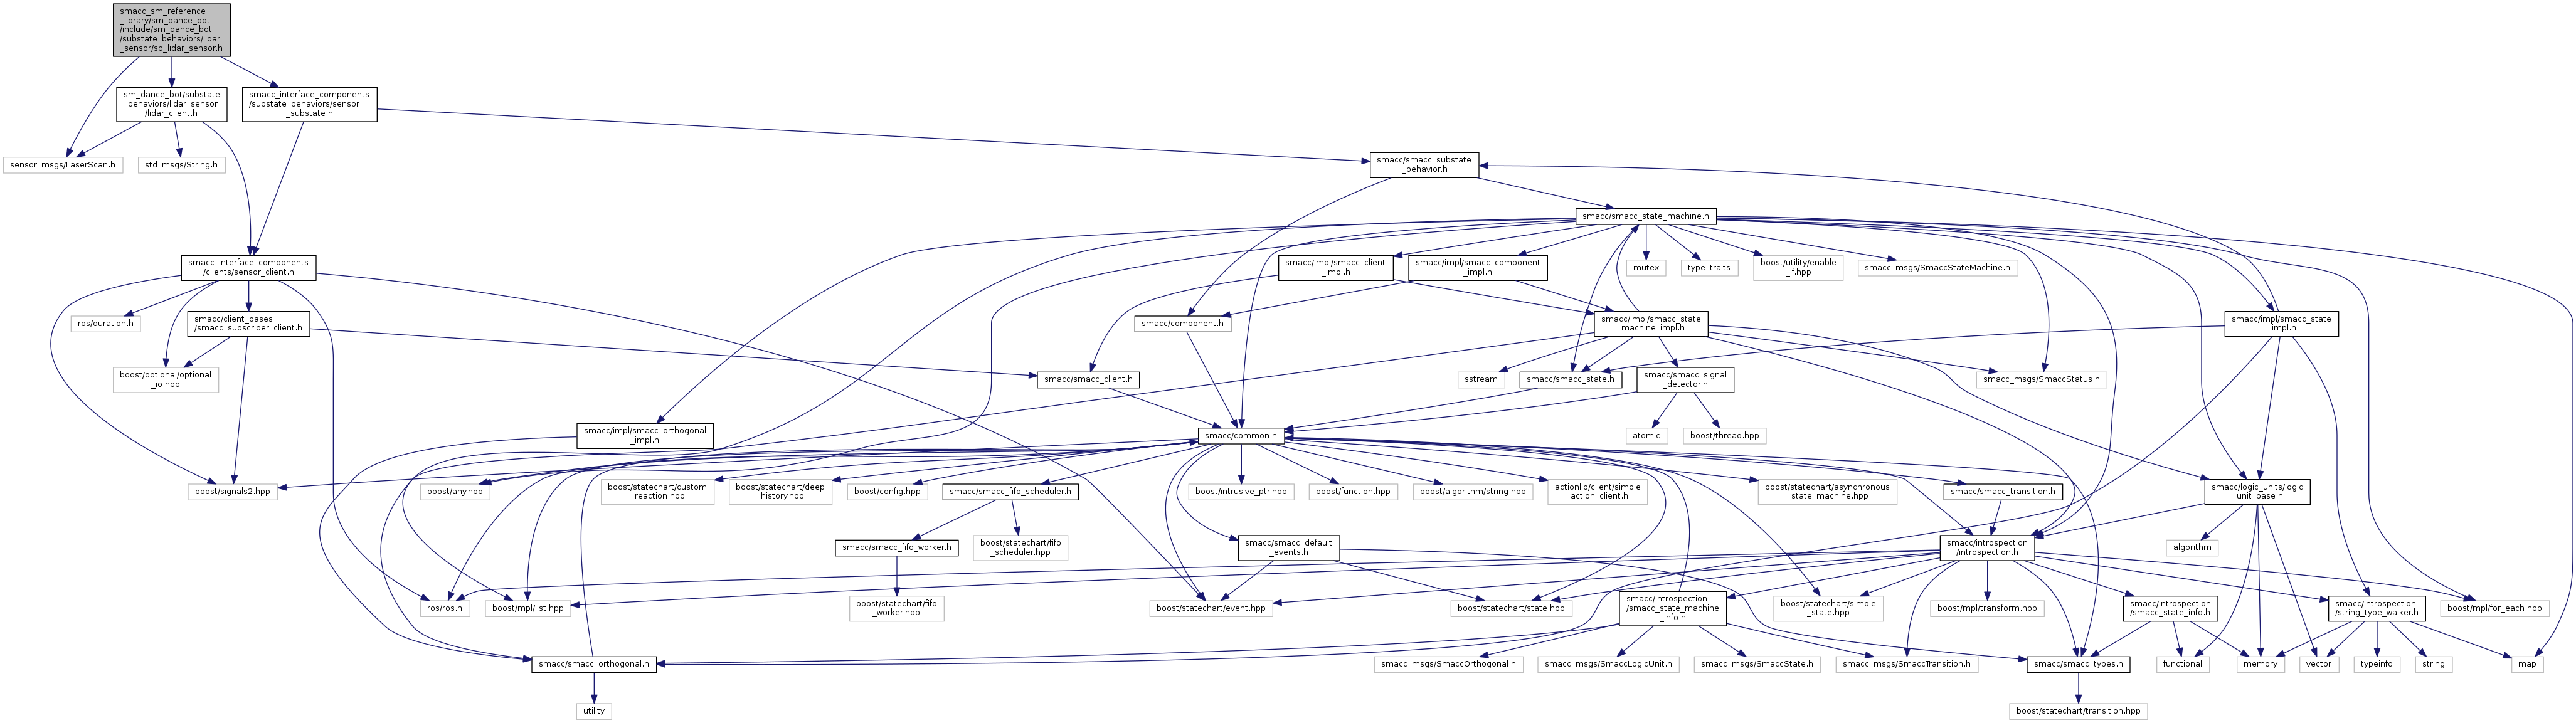 smacc_sm_reference
_library/sm_dance_bot
/include/sm_dance_bot
/substate_behaviors/lidar
_sensor/sb_lidar_sensor.h
sm_dance_bot/substate
_behaviors/lidar_sensor
/lidar_client.h
smacc_interface_components
/substate_behaviors/sensor
_substate.h
sensor_msgs/LaserScan.h
std_msgs/String.h
smacc/smacc_substate
_behavior.h
smacc/smacc_state_machine.h
smacc_interface_components
/clients/sensor_client.h
smacc/impl/smacc_client
_impl.h
smacc/impl/smacc_component
_impl.h
mutex
type_traits
boost/utility/enable
_if.hpp
smacc_msgs/SmaccStateMachine.h
ros/duration.h
smacc/client_bases
/smacc_subscriber_client.h
smacc/component.h
smacc/impl/smacc_state
_machine_impl.h
smacc/impl/smacc_state
_impl.h
boost/optional/optional
_io.hpp
smacc/smacc_client.h
sstream
smacc/smacc_state.h
smacc/smacc_signal
_detector.h
smacc_msgs/SmaccStatus.h
smacc/impl/smacc_orthogonal
_impl.h
smacc/common.h
atomic
boost/thread.hpp
boost/signals2.hpp
boost/any.hpp
boost/statechart/custom
_reaction.hpp
boost/statechart/deep
_history.hpp
boost/config.hpp
smacc/smacc_fifo_scheduler.h
boost/intrusive_ptr.hpp
boost/function.hpp
boost/algorithm/string.hpp
actionlib/client/simple
_action_client.h
boost/statechart/asynchronous
_state_machine.hpp
smacc/smacc_transition.h
smacc/logic_units/logic
_unit_base.h
smacc/smacc_fifo_worker.h
boost/statechart/fifo
_scheduler.hpp
smacc/smacc_default
_events.h
smacc/introspection
/introspection.h
algorithm
ros/ros.h
boost/mpl/list.hpp
boost/statechart/fifo
_worker.hpp
boost/statechart/event.hpp
boost/statechart/state.hpp
smacc/introspection
/smacc_state_machine
_info.h
boost/statechart/simple
_state.hpp
boost/mpl/transform.hpp
smacc/introspection
/smacc_state_info.h
smacc/introspection
/string_type_walker.h
boost/mpl/for_each.hpp
smacc/smacc_orthogonal.h
smacc_msgs/SmaccOrthogonal.h
smacc_msgs/SmaccLogicUnit.h
smacc_msgs/SmaccState.h
smacc_msgs/SmaccTransition.h
smacc/smacc_types.h
functional
memory
vector
typeinfo
string
map
utility
boost/statechart/transition.hpp